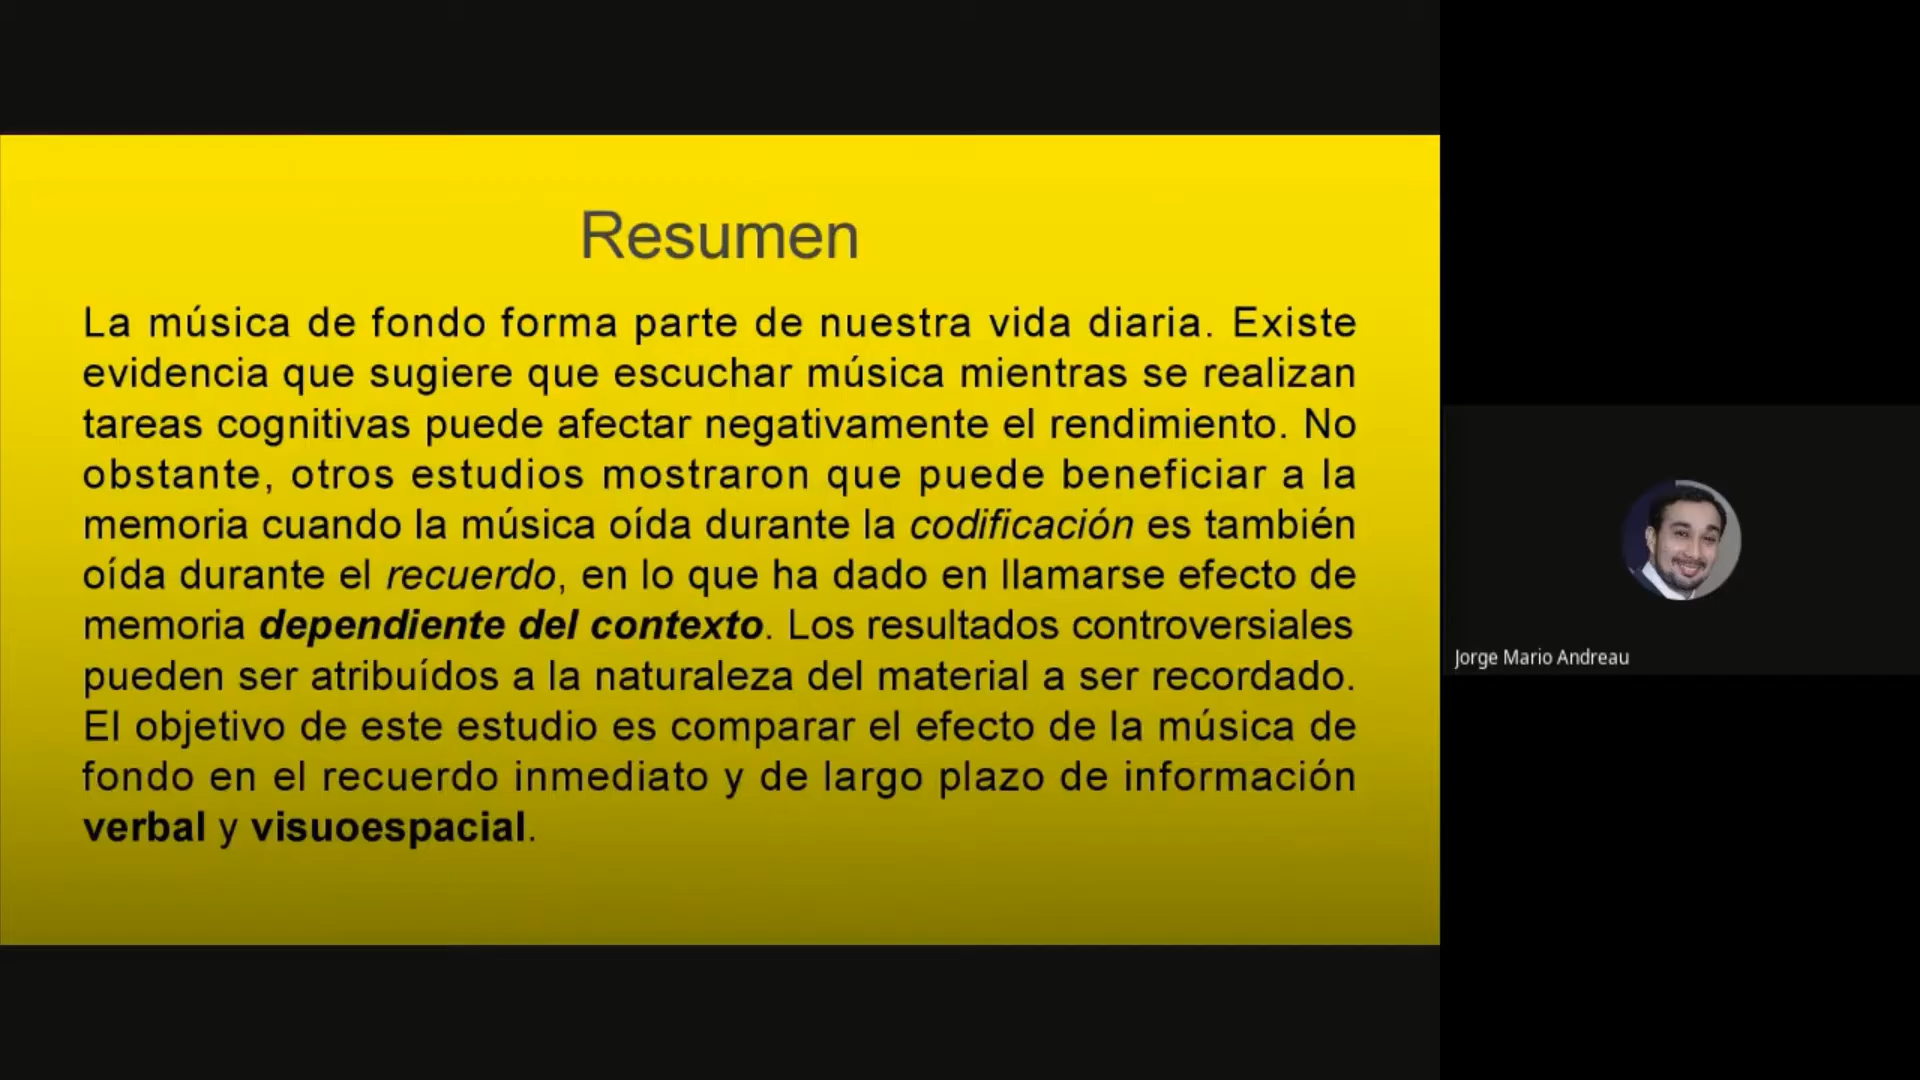 Resumen
La música de fondo forma parte de nuestra vida diaria. Existe
evidencia que sugiere que escuchar música mientras se realizan
tareas cognitivas puede afectar negativamente el rendimiento. No
obstante, otros estudios mostraron que puede beneficiar a la
memoria cuando la música oída durante la codificación es también
oída durante el recuerdo, en lo que ha dado en llamarse efecto de
memoria dependiente del contexto. Los resultados controversiales
pueden ser atribuídos a la naturaleza del material a ser recordado.
El objetivo de este estudio es comparar el efecto de la música de
fondo en el recuerdo inmediato y de largo plazo de información
verbal y visuoespacial.
Jorge Mario Andreau